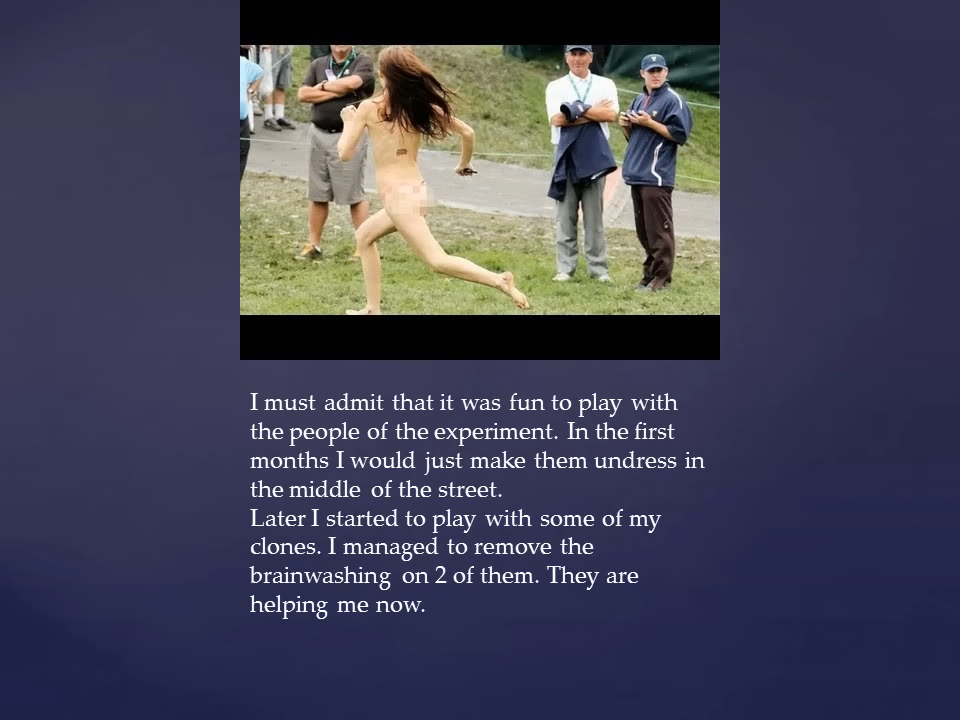 I must admit that it was fun to play with
the people of the experiment. In the first
months I would just make them undress in
the middle of the street.
Later I started to play with some of my
clones. I managed to remove the
brainwashing on 2 of them. They are
helping me now.